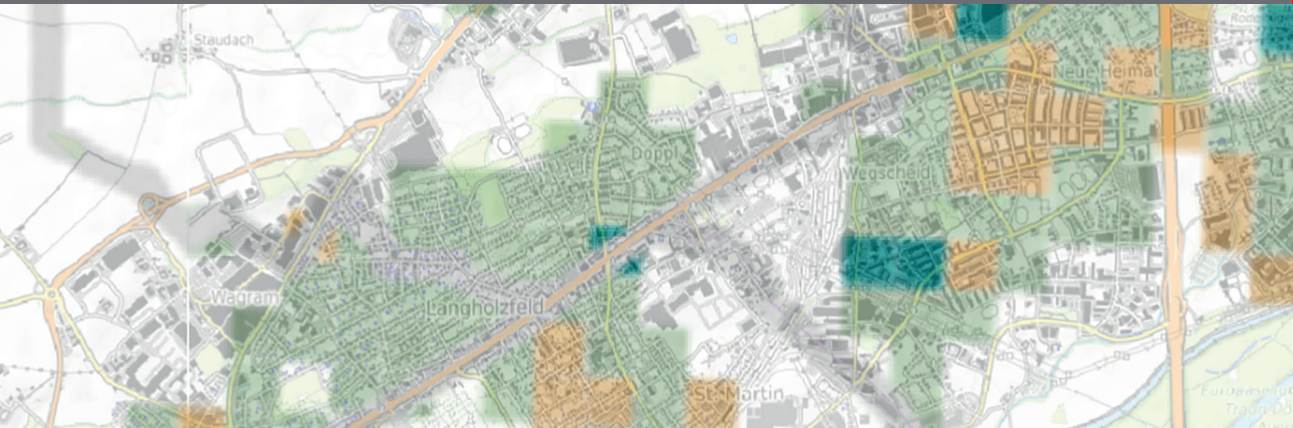 Staudach
Neue Heimat
Dopp
Wegscheid
Wagram
Langholzfeld
St. Martin